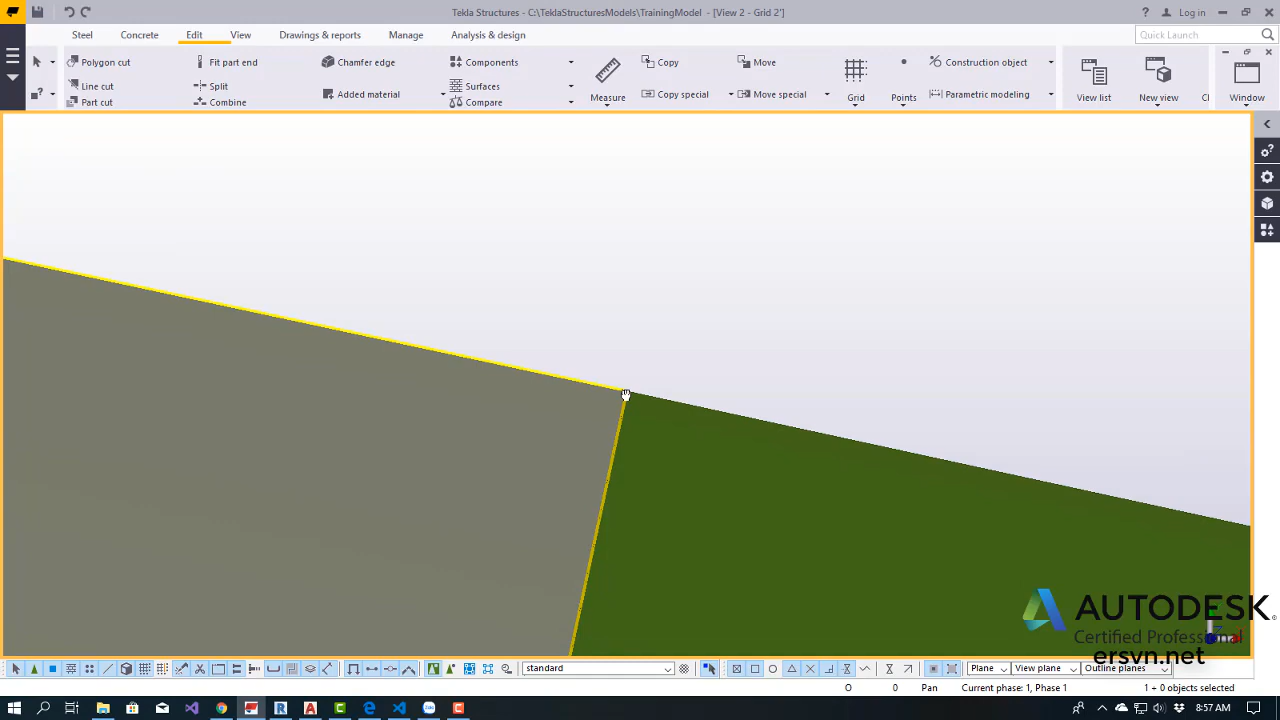 Tekla Structures - C:\TeklaStructuresModels\TrainingModel - [View 2 - Grid 2']
? Log in
Steel Concrete Edit View Drawings & reports Manage Analysis & design
Quick Launch
Polygon cut Fit part end Chamfer edge Components Copy Move Construction object
Line cut Split Surfaces
Added material Copy special Move special Parametric modeling
Part cut Combine Compare Measure Grid Points View list New view Window
standard
Plane View plane Outline planes
O 0 Pan Current phase: 1, Phase 1 1 + 0 objects selected
AUTODESK
Certified Professional
ersvn.net
8:57 AM